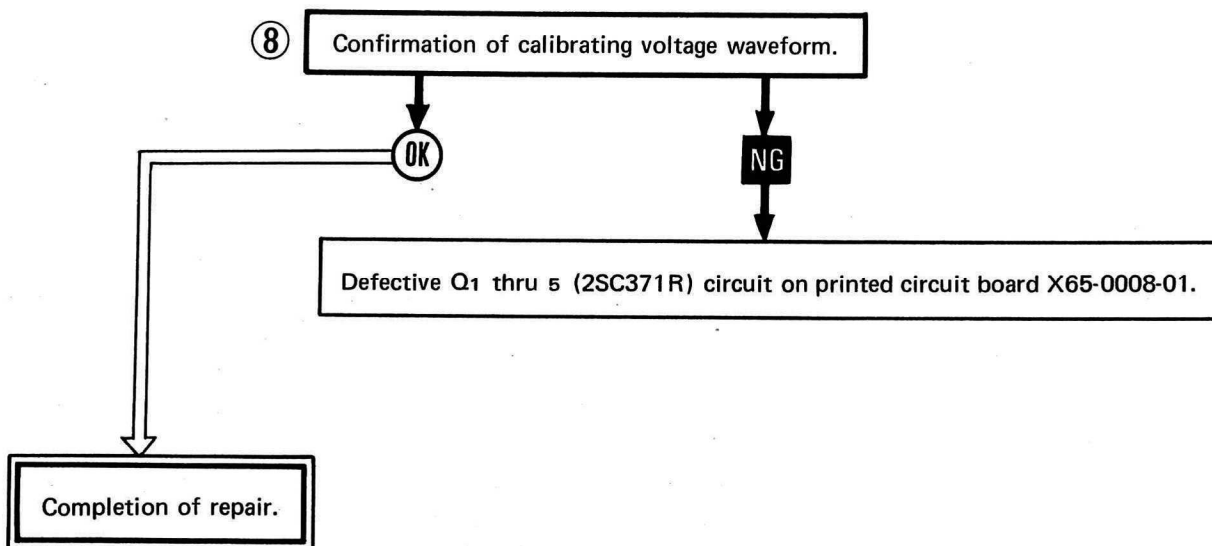 ⑧ Confirmation of calibrating voltage waveform.
OK
NG
Defective Q1 thru 5 (2SC371R) circuit on printed circuit board X65-0008-01.
Completion of repair.